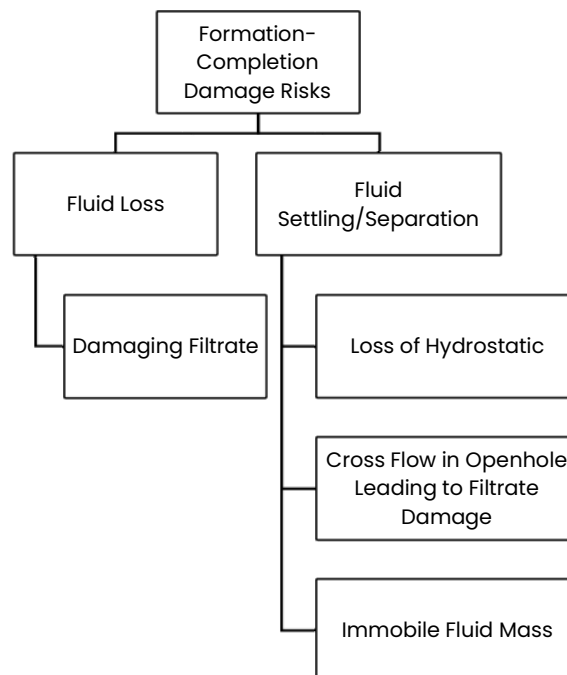 Formation-
Completion
Damage Risks
Fluid Loss
Fluid
Settling/Separation
Damaging Filtrate
Loss of Hydrostatic
Cross Flow in Openhole
Leading to Filtrate
Damage
Immobile Fluid Mass